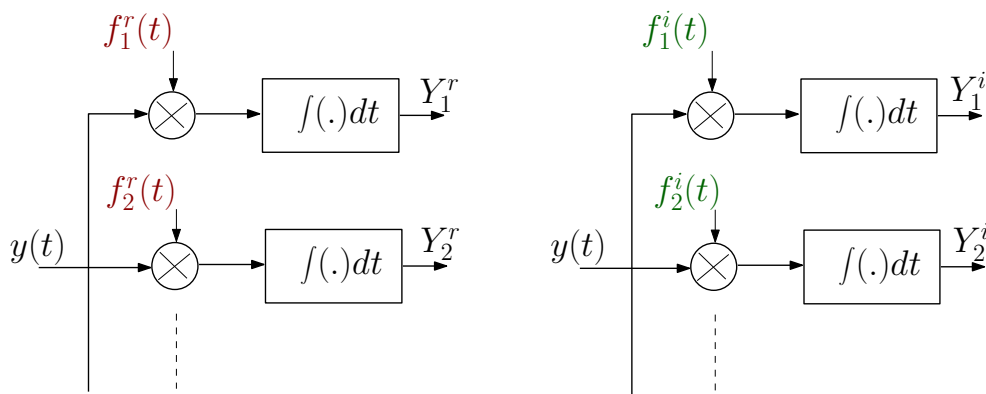 f_1^r(t)
∫(.)dt
Y_1^r
f_2^r(t)
y(t)
∫(.)dt
Y_2^r
f_1^i(t)
∫(.)dt
Y_1^i
f_2^i(t)
y(t)
∫(.)dt
Y_2^i